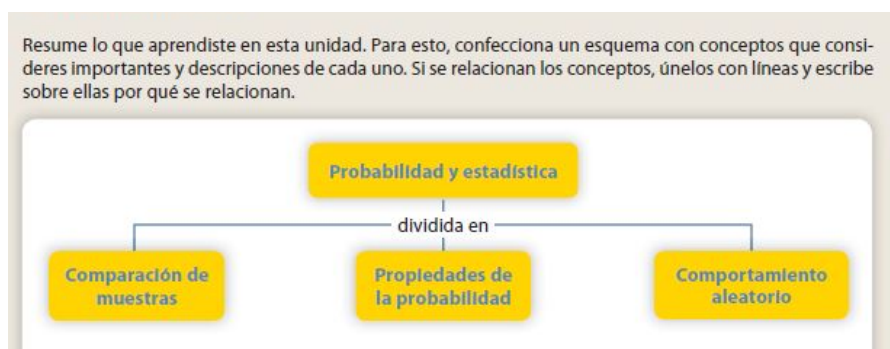 Resume lo que aprendiste en esta unidad. Para esto, confecciona un esquema con conceptos que consi-
deres importantes y descripciones de cada uno. Si se relacionan los conceptos, únelos con líneas y escribe
sobre ellas por qué se relacionan.
Probabilidad y estadística
dividida en
Comparación de
muestras
Propiedades de
la probabilidad
Comportamiento
aleatorio